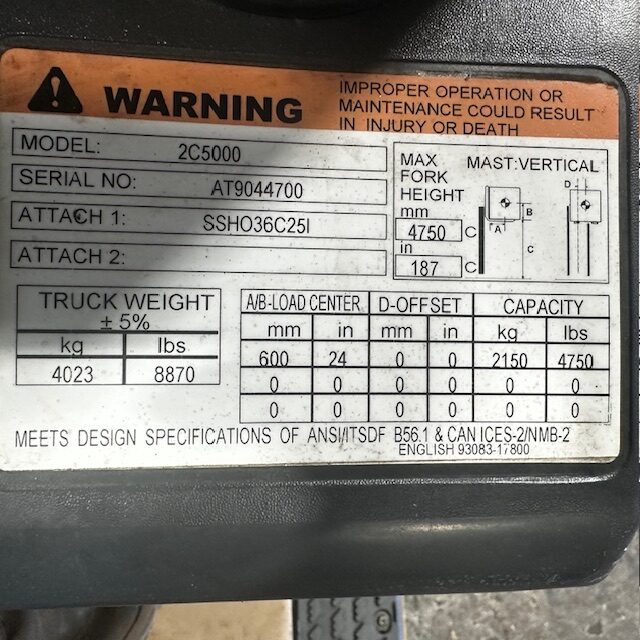 WARNING
IMPROPER OPERATION OR
MAINTENANCE COULD RESULT
IN INJURY OR DEATH
MODEL: 2C5000
SERIAL NO: AT9044700
ATTACH 1: SSHO36C25I
ATTACH 2:
MAX
FORK
HEIGHT
mm
4750 C
in
187 C
MAST:VERTICAL
D
B
A
C
TRUCK WEIGHT
± 5%
kg lbs
4023 8870
A/B-LOAD CENTER D-OFFSET CAPACITY
mm in mm in kg lbs
600 24 0 0 2150 4750
0 0 0 0 0 0
0 0 0 0 0 0
MEETS DESIGN SPECIFICATIONS OF ANSI/ITSDF B56.1 & CAN ICES-2/NMB-2
ENGLISH 93083-17800